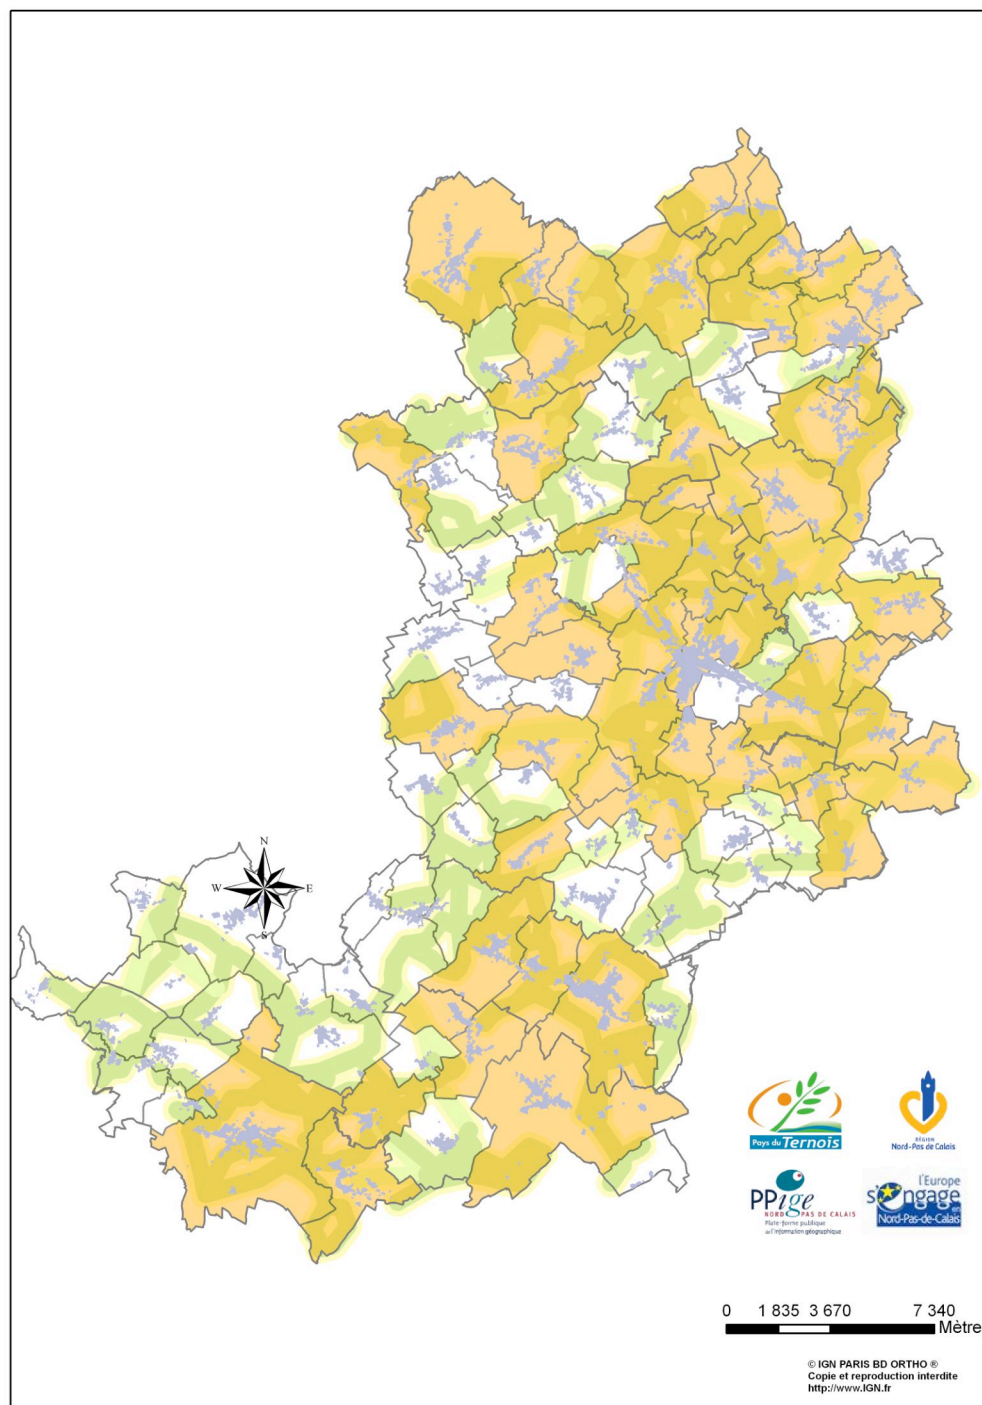 N
W
E
S
Pays du Ternois
RÉGION
Nord-Pas de Calais
PPige
NORD PAS DE CALAIS
Plate-forme publique
de l'information géographique
l'Europe
s'engage
en
Nord-Pas-de-Calais
0 1 835 3 670 7 340
Mètre
© IGN PARIS BD ORTHO ®
Copie et reproduction interdite
http://www.IGN.fr